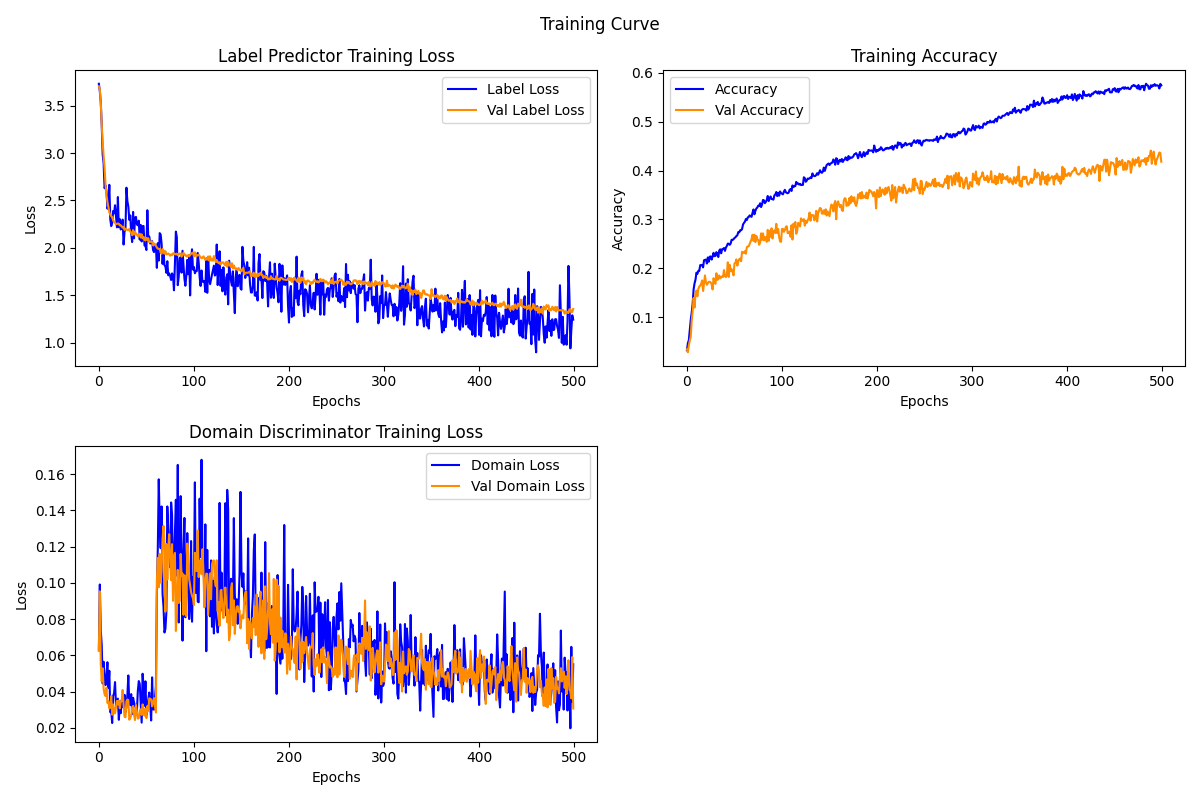 Training Curve
Label Predictor Training Loss
Loss
3.5
3.0
2.5
2.0
1.5
1.0
0
100
200
300
400
500
Epochs
Label Loss
Val Label Loss
Training Accuracy
Accuracy
0.6
0.5
0.4
0.3
0.2
0.1
0
100
200
300
400
500
Epochs
Accuracy
Val Accuracy
Domain Discriminator Training Loss
Loss
0.16
0.14
0.12
0.10
0.08
0.06
0.04
0.02
0
100
200
300
400
500
Epochs
Domain Loss
Val Domain Loss